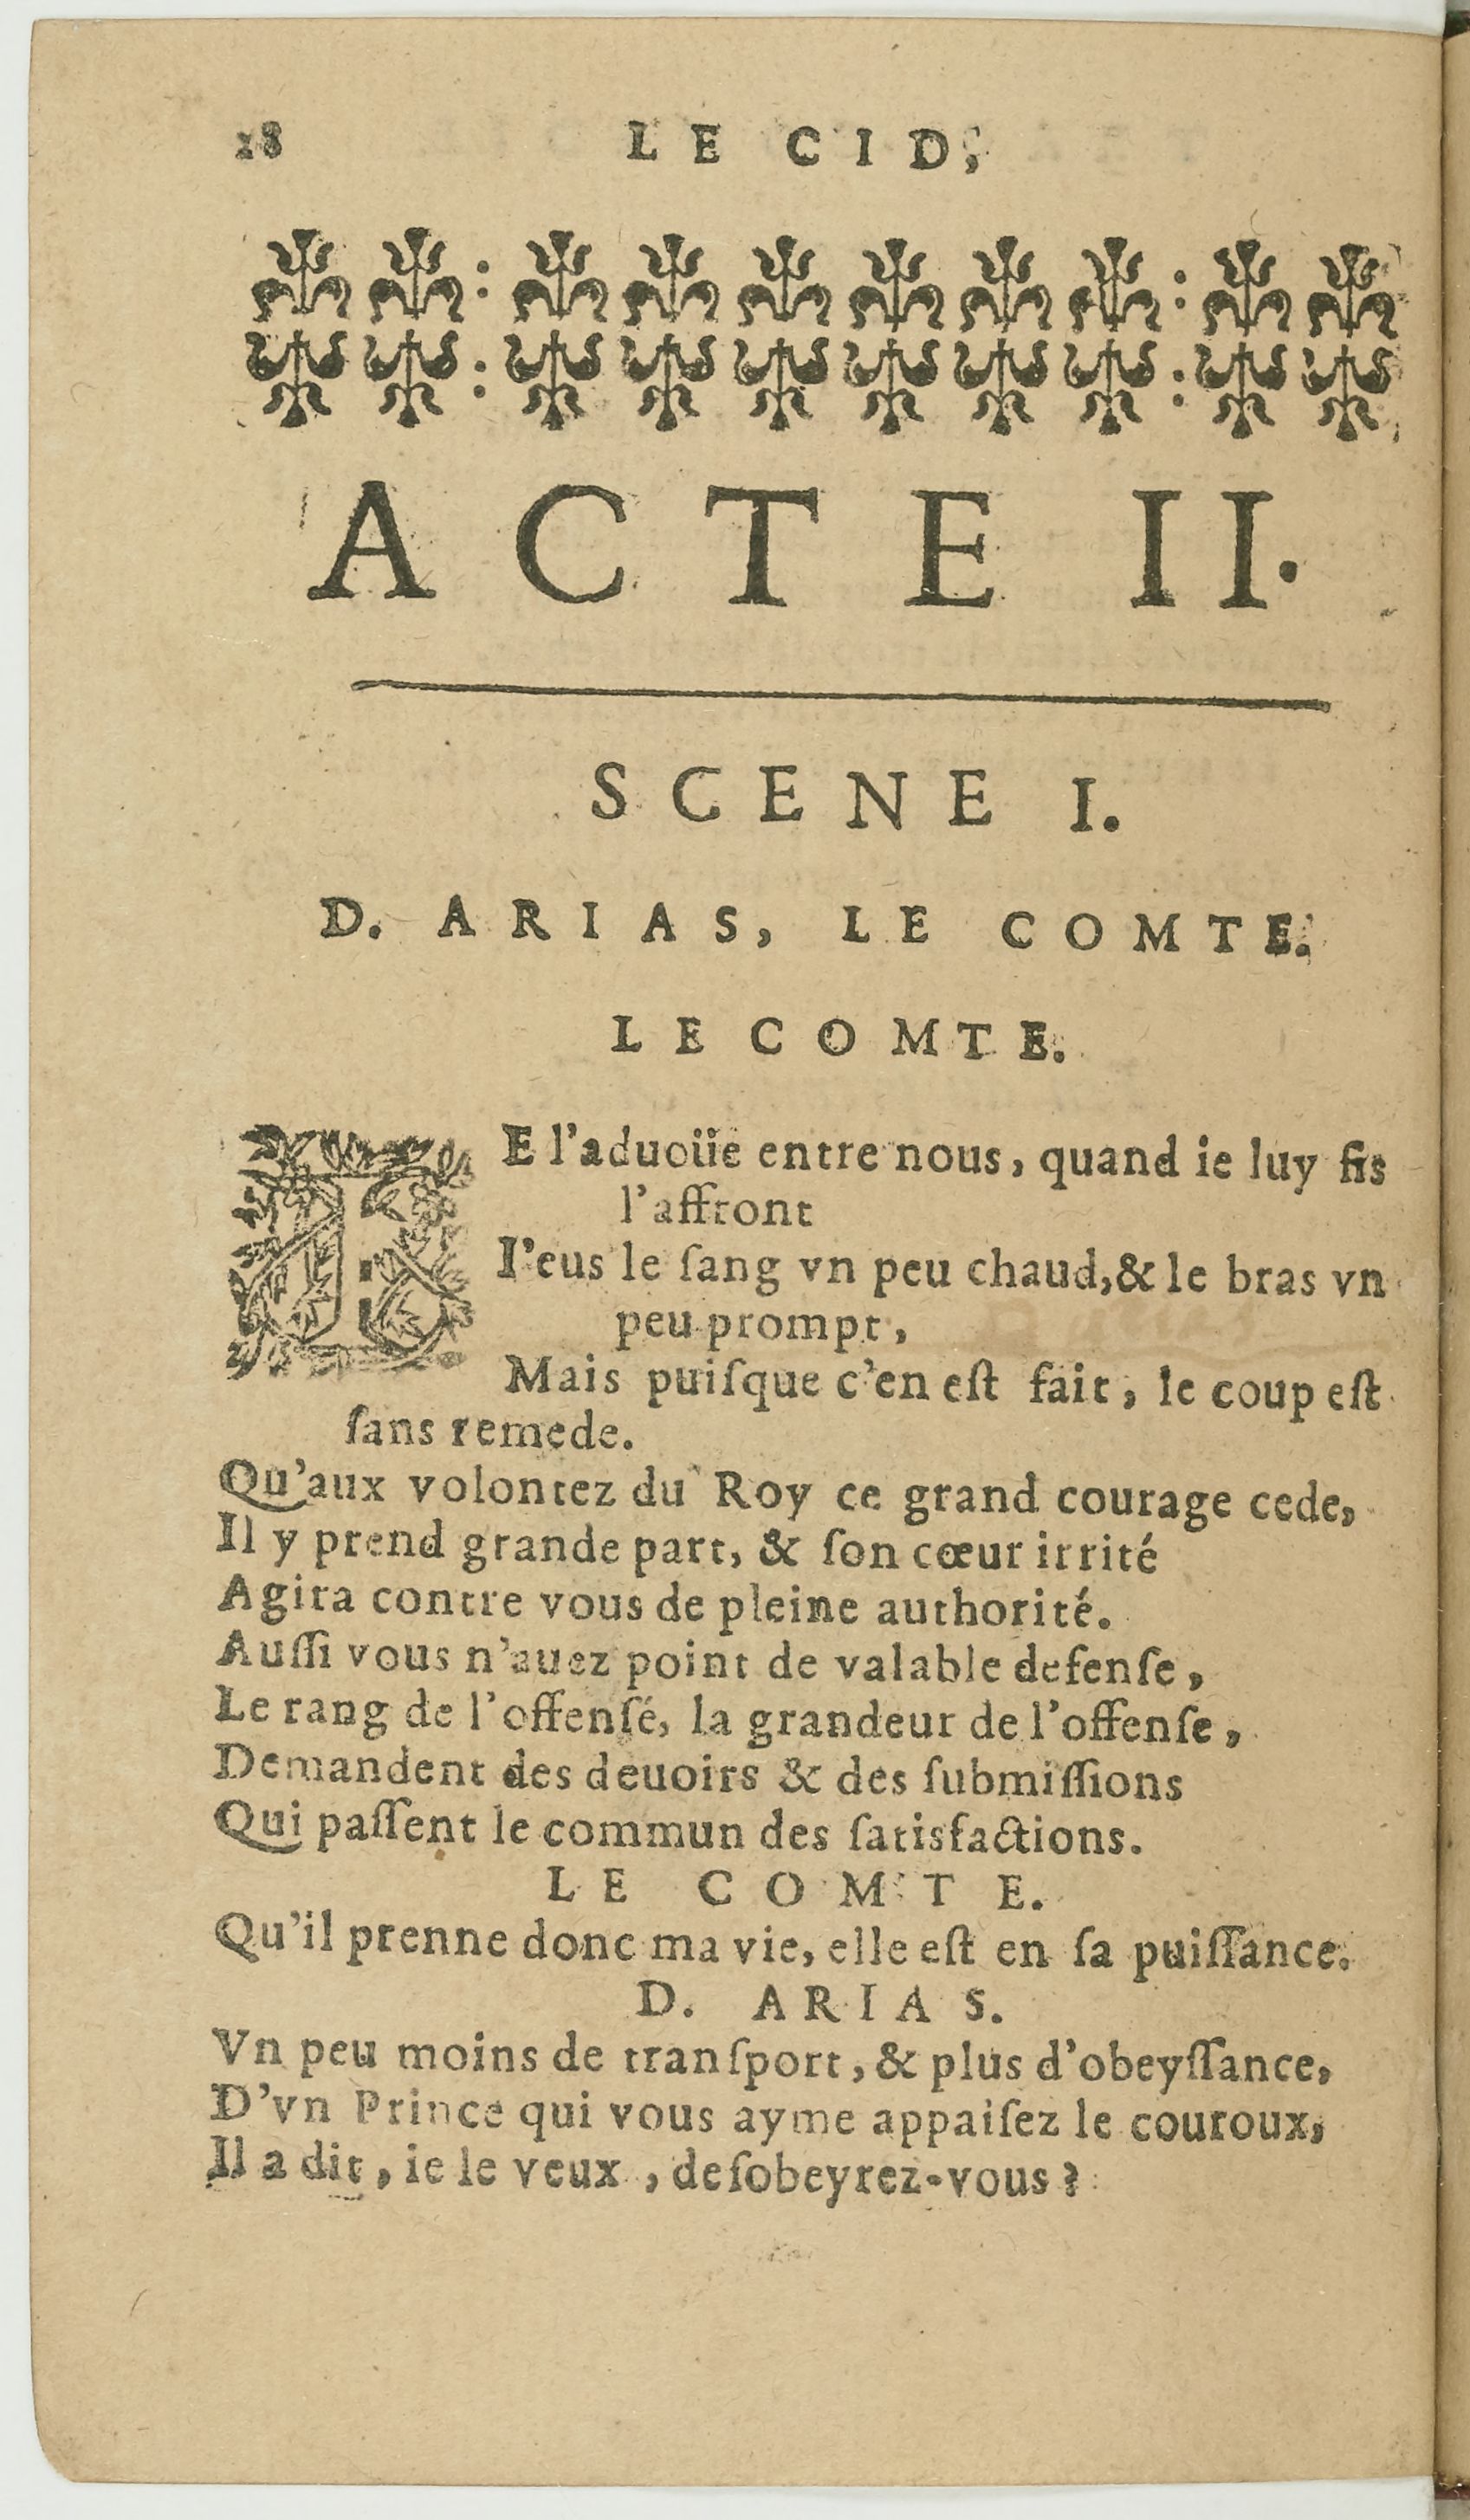 18 LE CID,
ACTE II.
SCENE I.
D. ARIAS, LE COMTE.
LE COMTE.
IE l'aduoüe entre nous, quand ie luy fis
l'affront
I'eus le ſang vn peu chaud, & le bras vn
peu prompt,
Mais puiſque c'en eſt fait, le coup eſt
ſans remede.
Qu'aux volontez du Roy ce grand courage cede,
Il y prend grande part, & ſon cœur irrité
Agira contre vous de pleine authorité.
Auſſi vous n'auez point de valable defenſe,
Le rang de l'offenſé, la grandeur de l'offenſe,
Demandent des deuoirs & des ſubmiſſions
Qui paſſent le commun des ſatisfactions.
LE COMTE.
Qu'il prenne donc ma vie, elle eſt en ſa puiſſance.
D. ARIAS.
Vn peu moins de tranſport, & plus d'obeyſſance,
D'vn Prince qui vous ayme appaiſez le couroux,
Il a dit, ie le veux, deſobeyrez-vous?